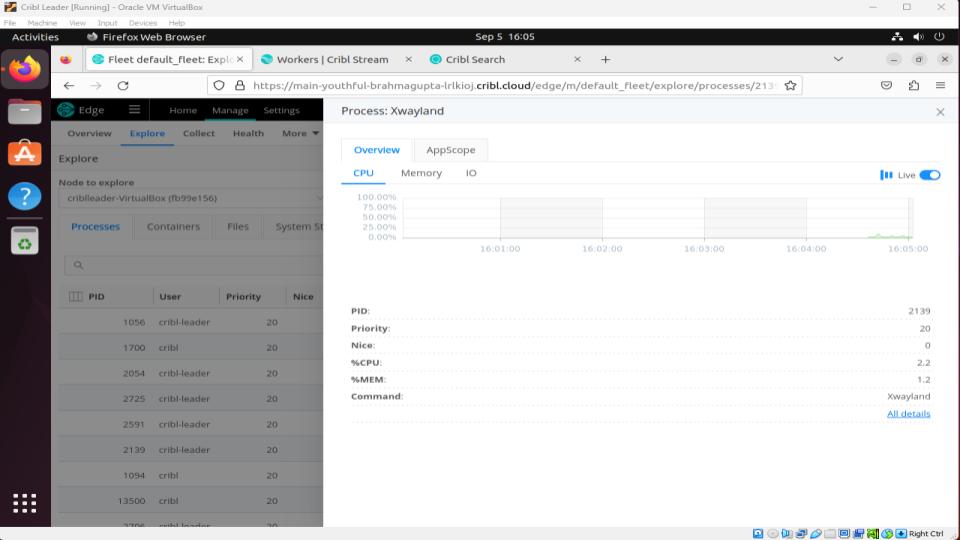 Cribl Leader [Running] - Oracle VM VirtualBox
File Machine View Input Devices Help
Activities Firefox Web Browser Sep 5 16:05
Fleet default_fleet: Explo Workers | Cribl Stream Cribl Search
https://main-youthful-brahmagupta-lrlkioj.cribl.cloud/edge/m/default_fleet/explore/processes/2139
Edge Home Manage Settings
Overview Explore Collect Health More
Explore
Node to explore
criblleader-VirtualBox (fb99e156)
Processes Containers Files System St
PID User Priority Nice
1056 cribl-leader 20
1700 cribl 20
2054 cribl-leader 20
2725 cribl-leader 20
2591 cribl-leader 20
2139 cribl-leader 20
1094 cribl 20
13500 cribl 20
2706 cribl-leader 20
Process: Xwayland
Overview AppScope
CPU Memory IO Live
100.00%
75.00%
50.00%
25.00%
0.00%
16:01:00 16:02:00 16:03:00 16:04:00 16:05:00
PID: 2139
Priority: 20
Nice: 0
%CPU: 2.2
%MEM: 1.2
Command: Xwayland
All details
Right Ctrl